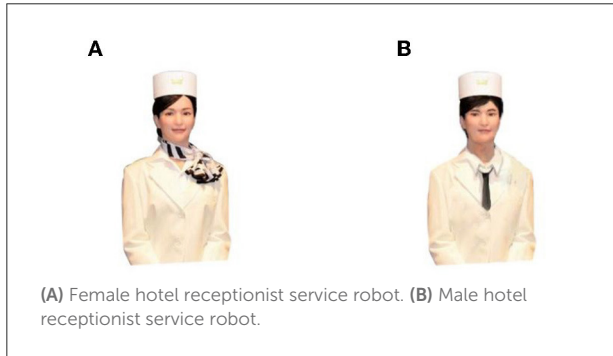 A B
(A) Female hotel receptionist service robot. (B) Male hotel
receptionist service robot.